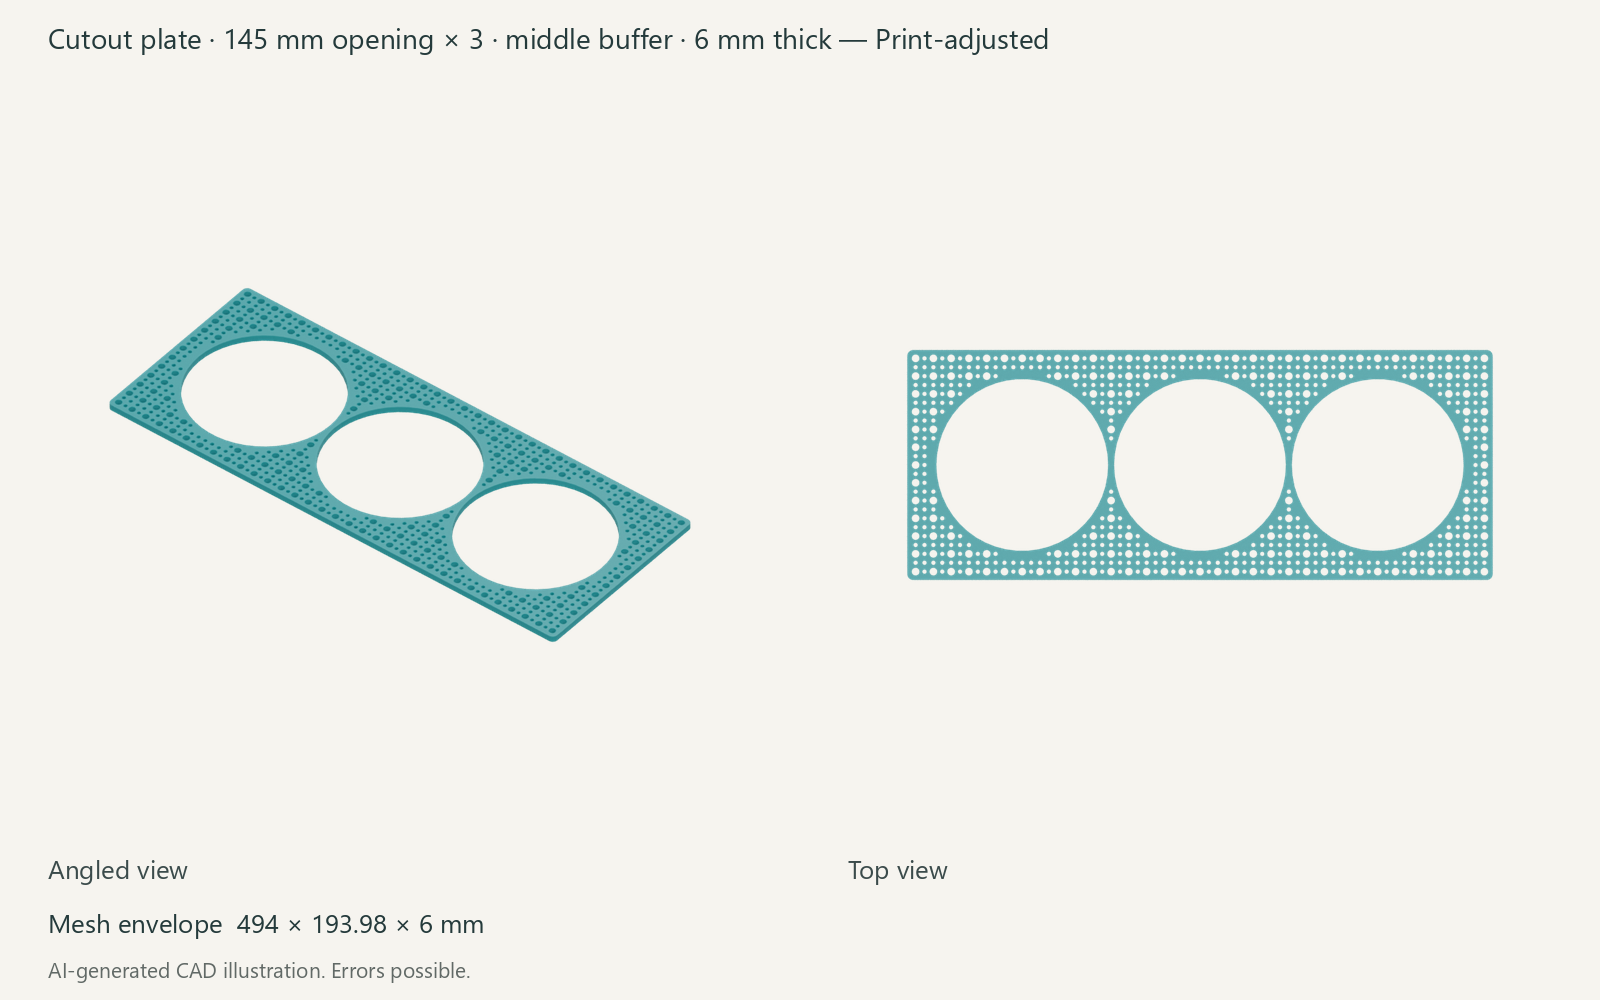 Cutout plate · 145 mm opening × 3 · middle buffer · 6 mm thick — Print-adjusted
Angled view
Top view
Mesh envelope 494 × 193.98 × 6 mm
AI-generated CAD illustration. Errors possible.